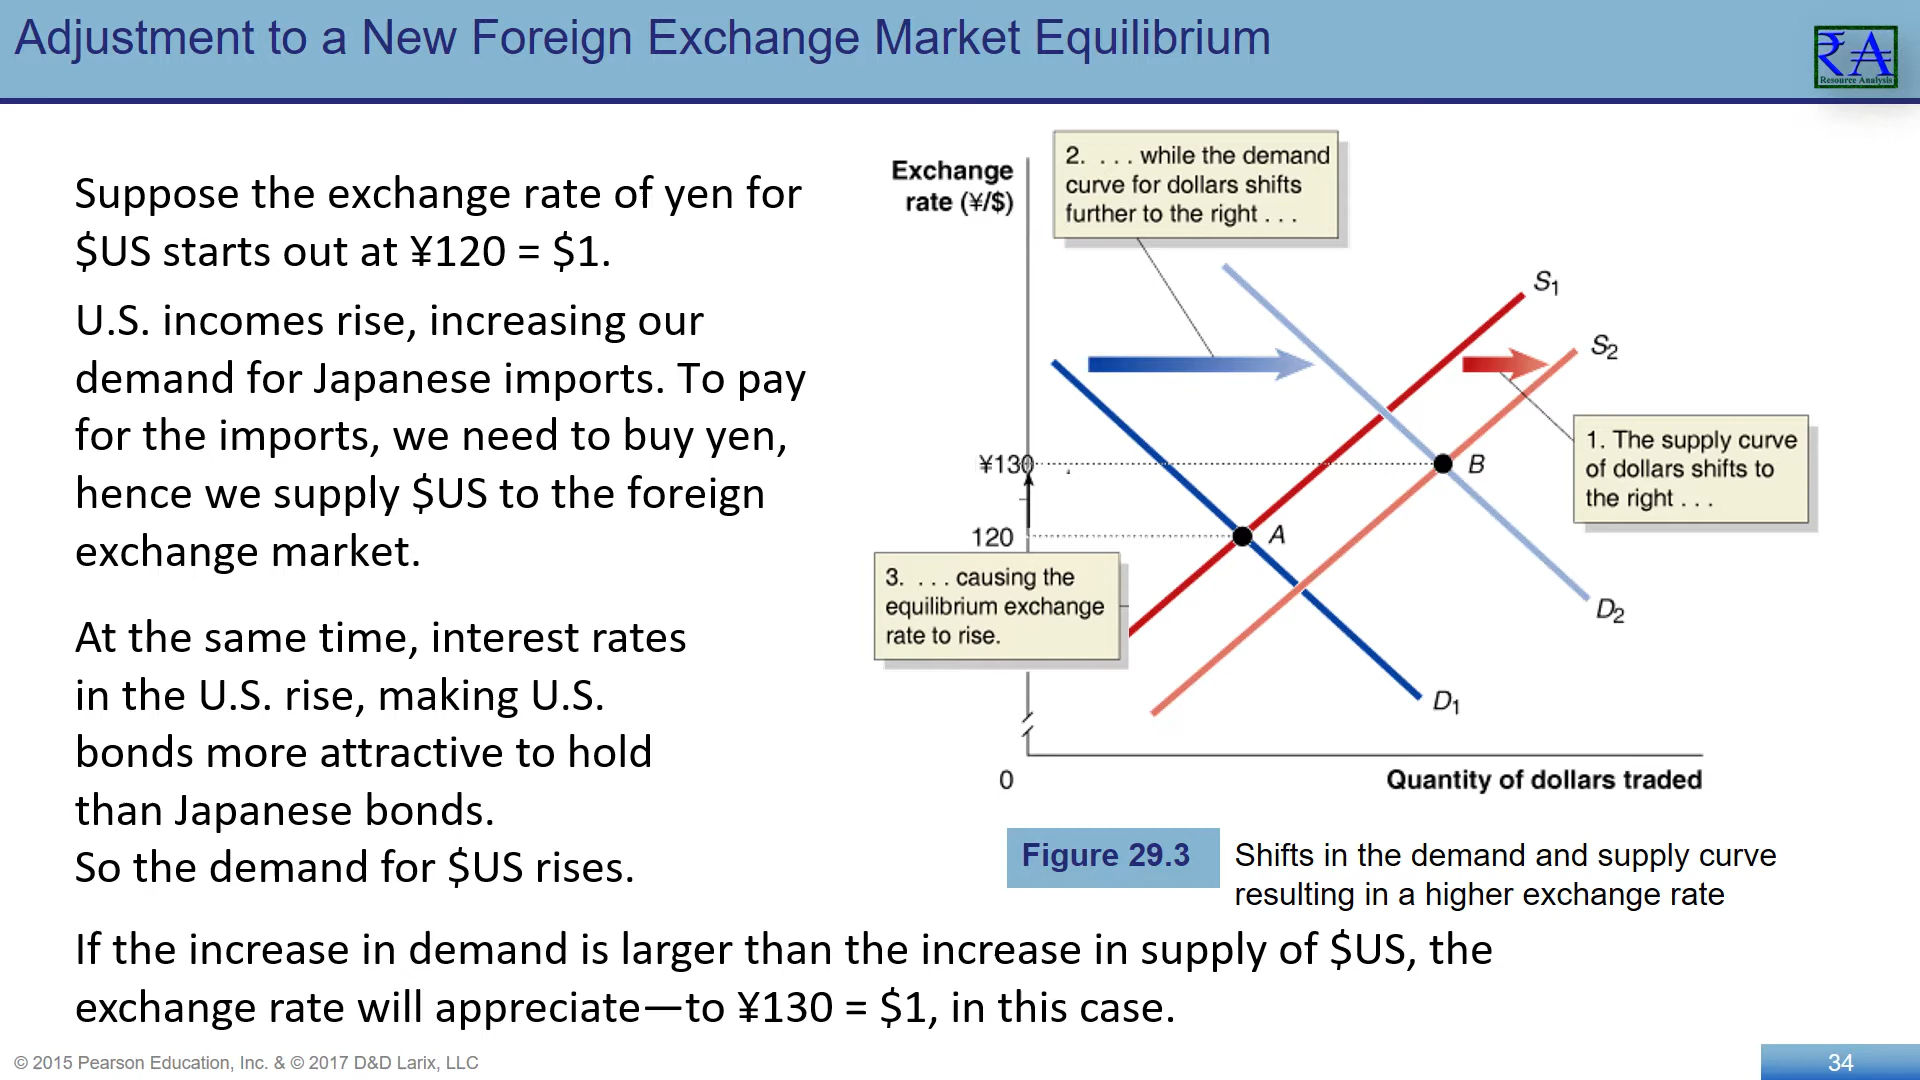 Adjustment to a New Foreign Exchange Market Equilibrium
₹A
Resource Analysis
Suppose the exchange rate of yen for
$US starts out at ¥120 = $1.
U.S. incomes rise, increasing our
demand for Japanese imports. To pay
for the imports, we need to buy yen,
hence we supply $US to the foreign
exchange market.
At the same time, interest rates
in the U.S. rise, making U.S.
bonds more attractive to hold
than Japanese bonds.
So the demand for $US rises.
If the increase in demand is larger than the increase in supply of $US, the
exchange rate will appreciate—to ¥130 = $1, in this case.
Exchange
rate (¥/$)
2. . . . while the demand
curve for dollars shifts
further to the right . . .
S1
S2
1. The supply curve
of dollars shifts to
the right . . .
¥130
B
120
A
3. . . . causing the
equilibrium exchange
rate to rise.
D2
D1
0
Quantity of dollars traded
Figure 29.3
Shifts in the demand and supply curve
resulting in a higher exchange rate
© 2015 Pearson Education, Inc. & © 2017 D&D Larix, LLC
34